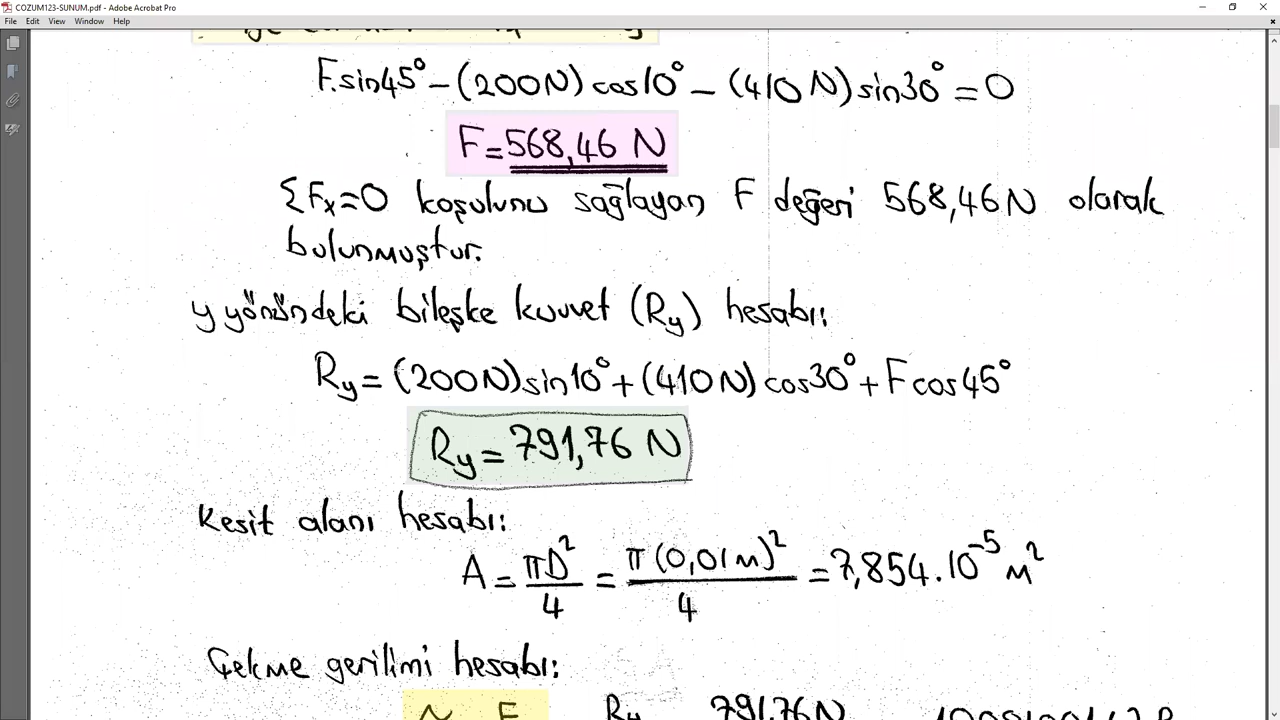 COZUM123-SUNUM.pdf - Adobe Acrobat Pro
File Edit View Window Help
F.sin45° - (200N) cos10° - (410N) sin30° = 0
F = 568,46 N
ΣFx=0 koşulunu sağlayan F değeri 568,46N olarak
bulunmuştur.
y yönündeki bileşke kuvvet (Ry) hesabı:
Ry = (200N)sin10° + (410N) cos30° + F cos45°
Ry = 791,76 N
Kesit alanı hesabı:
A = πD²/4 = π(0,01m)²/4 = 7,854.10⁻⁵ m²
Çekme gerilimi hesabı:
Ry 791,76N